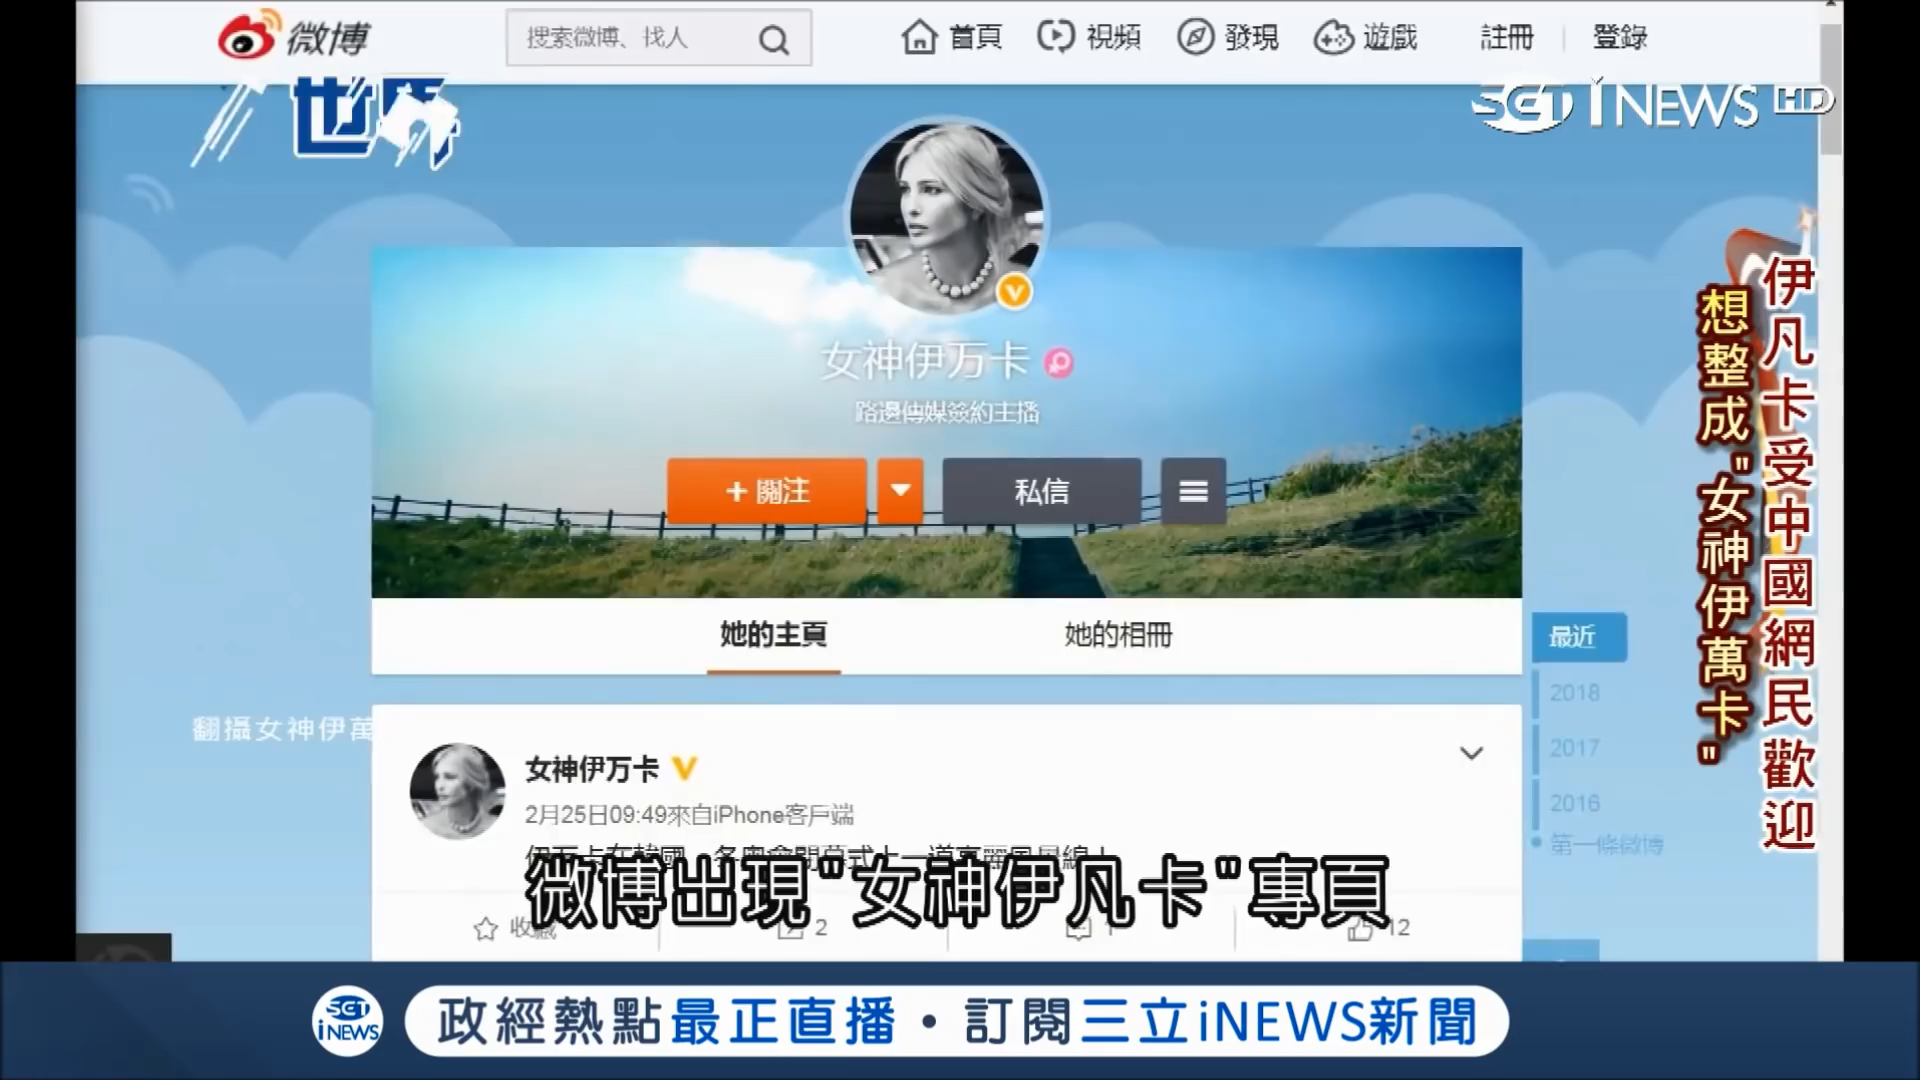 微博
搜索微博、找人
首頁
視頻
發現
遊戲
註冊
登錄
世界
SET iNEWS HD
女神伊万卡
路邊傳媒簽約主播
+關注
私信
她的主頁
她的相冊
伊凡卡受中國網民歡迎
想整成"女神伊萬卡"
最近
2018
2017
2016
第一條微博
翻攝女神伊萬
女神伊万卡
2月25日09:49來自iPhone客戶端
微博出現"女神伊凡卡"專頁
收藏
2
1
12
SET iNEWS
政經熱點最正直播・訂閱三立iNEWS新聞